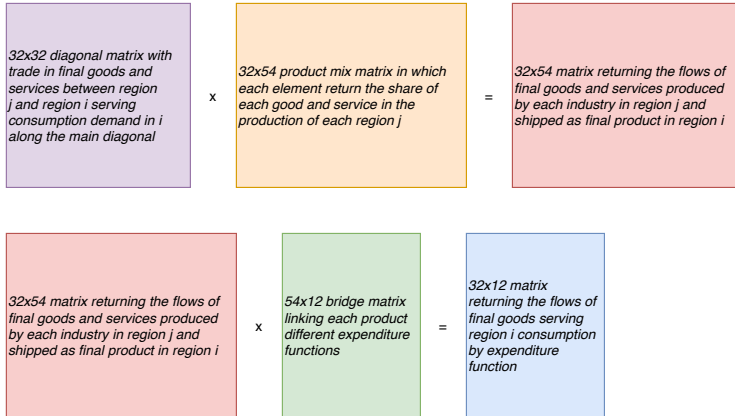 32x32 diagonal matrix with
trade in final goods and
services between region
j and region i serving
consumption demand in i
along the main diagonal
x
32x54 product mix matrix in which
each element return the share of
each good and service in the
production of each region j
=
32x54 matrix returning the flows of
final goods and services produced
by each industry in region j and
shipped as final product in region i
32x54 matrix returning the flows of
final goods and services produced
by each industry in region j and
shipped as final product in region i
x
54x12 bridge matrix
linking each product
different expenditure
functions
=
32x12 matrix
returning the flows of
final goods serving
region i consumption
by expenditure
function